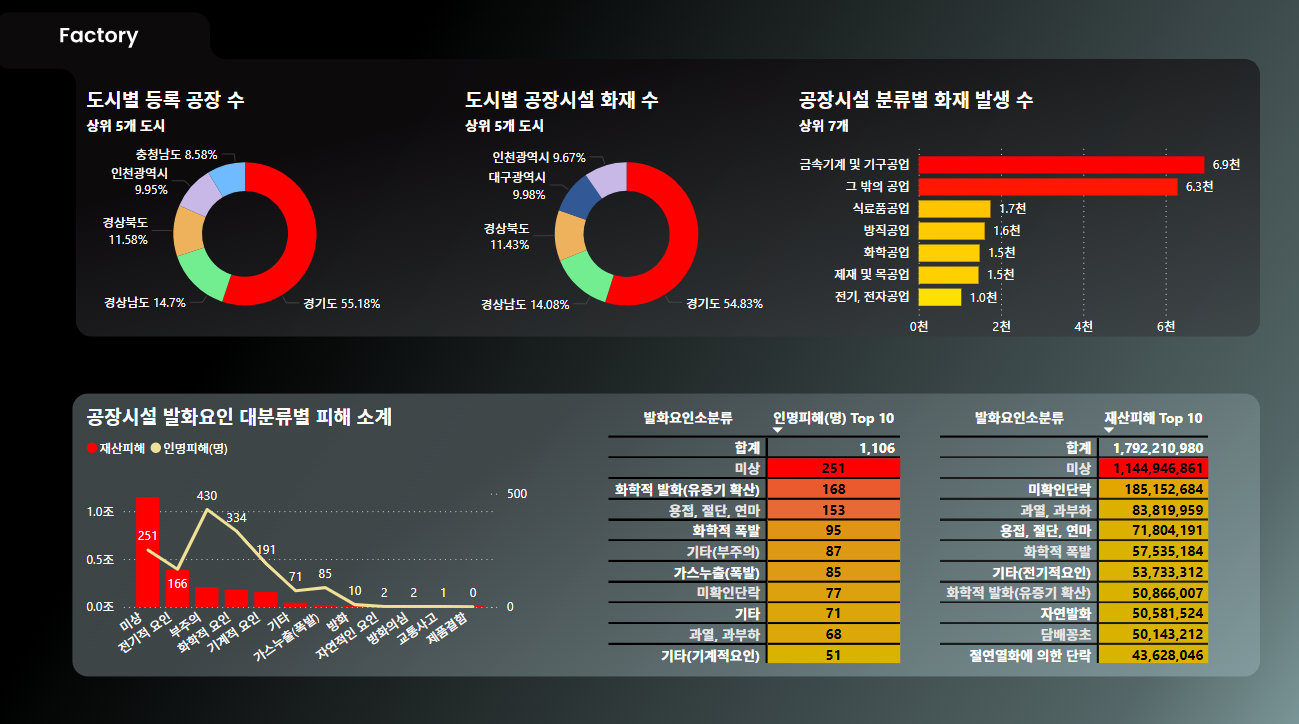 Factory
도시별 등록 공장 수
상위 5개 도시
충청남도 8.58%
인천광역시
9.95%
경상북도
11.58%
경상남도 14.7%
경기도 55.18%
도시별 공장시설 화재 수
상위 5개 도시
인천광역시 9.67%
대구광역시
9.98%
경상북도
11.43%
경상남도 14.08%
경기도 54.83%
공장시설 분류별 화재 발생 수
상위 7개
금속기계 및 기구공업 6.9천
그 밖의 공업 6.3천
식료품공업 1.7천
방직공업 1.6천
화학공업 1.5천
제재 및 목공업 1.5천
전기, 전자공업 1.0천
0천 2천 4천 6천
공장시설 발화요인 대분류별 피해 소계
재산피해 인명피해(명)
1.0조
0.5조
0.0조
500
0
251
166
430
334
191
71
85
10
2
2
1
0
미상
전기적 요인
부주의
화학적 요인
기계적 요인
기타
가스누출(폭발)
방화
자연적인 요인
방화의심
교통사고
제품결함
발화요인소분류 인명피해(명) Top 10
합계 1,106
미상 251
화학적 발화(유증기 확산) 168
용접, 절단, 연마 153
화학적 폭발 95
기타(부주의) 87
가스누출(폭발) 85
미확인단락 77
기타 71
과열, 과부하 68
기타(기계적요인) 51
발화요인소분류 재산피해 Top 10
합계 1,792,210,980
미상 1,144,946,861
미확인단락 185,152,684
과열, 과부하 83,819,959
용접, 절단, 연마 71,804,191
화학적 폭발 57,535,184
기타(전기적요인) 53,733,312
화학적 발화(유증기 확산) 50,866,007
자연발화 50,581,524
담배꽁초 50,143,212
절연열화에 의한 단락 43,628,046